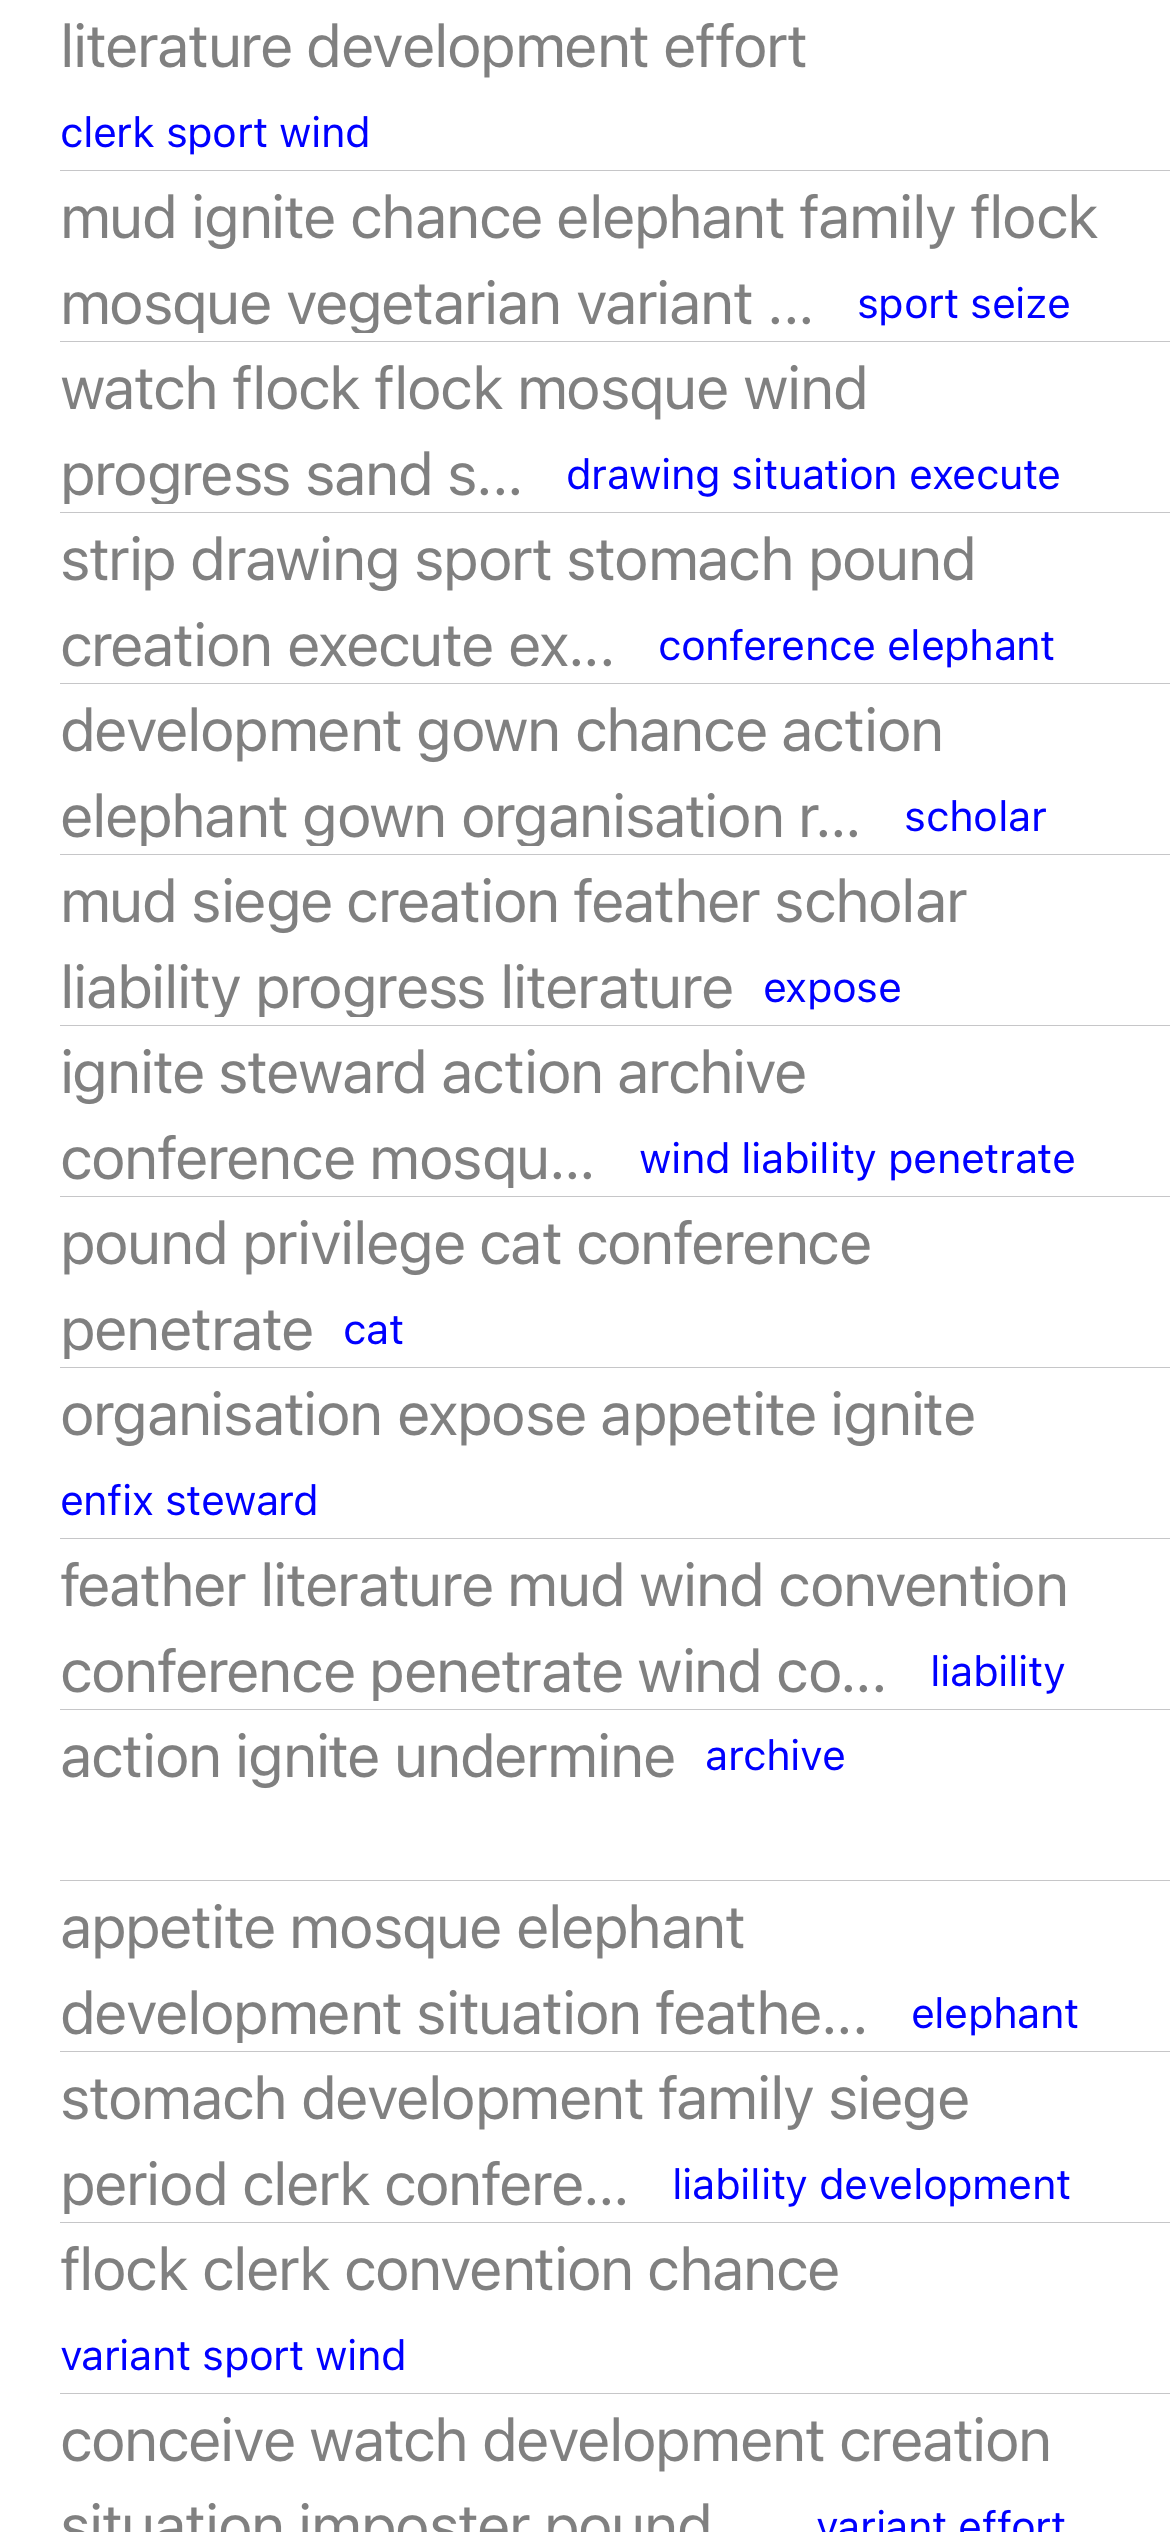 literature development effort
clerk sport wind
mud ignite chance elephant family flock
mosque vegetarian variant ... sport seize
watch flock flock mosque wind
progress sand s... drawing situation execute
strip drawing sport stomach pound
creation execute ex... conference elephant
development gown chance action
elephant gown organisation r... scholar
mud siege creation feather scholar
liability progress literature expose
ignite steward action archive
conference mosqu... wind liability penetrate
pound privilege cat conference
penetrate cat
organisation expose appetite ignite
enfix steward
feather literature mud wind convention
conference penetrate wind co... liability
action ignite undermine archive
appetite mosque elephant
development situation feathe... elephant
stomach development family siege
period clerk confere... liability development
flock clerk convention chance
variant sport wind
conceive watch development creation
situation imposter pound variant effort